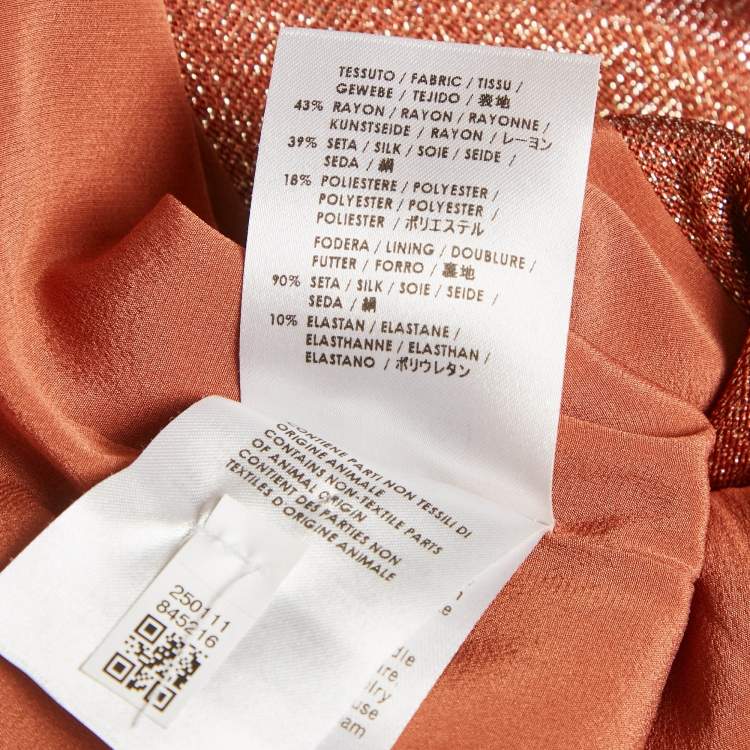 TESSUTO / FABRIC / TISSU /
GEWEBE / TEJIDO / 表地
43% RAYON / RAYON / RAYONNE /
KUNSTSEIDE / RAYON / レーヨン
39% SETA / SILK / SOIE / SEIDE /
SEDA / 絹
18% POLIESTERE / POLYESTER /
POLYESTER / POLYESTER /
POLIESTER / ポリエステル
FODERA / LINING / DOUBLURE /
FUTTER / FORRO / 裏地
90% SETA / SILK / SOIE / SEIDE /
SEDA / 絹
10% ELASTAN / ELASTANE /
ELASTHANNE / ELASTHAN /
ELASTANO / ポリウレタン
CONTIENE PARTI NON TESSILI DI
ORIGINE ANIMALE
CONTAINS NON-TEXTILE PARTS
OF ANIMAL ORIGIN
CONTIENT DES PARTIES NON
TEXTILES D'ORIGINE ANIMALE
250111
845216
use